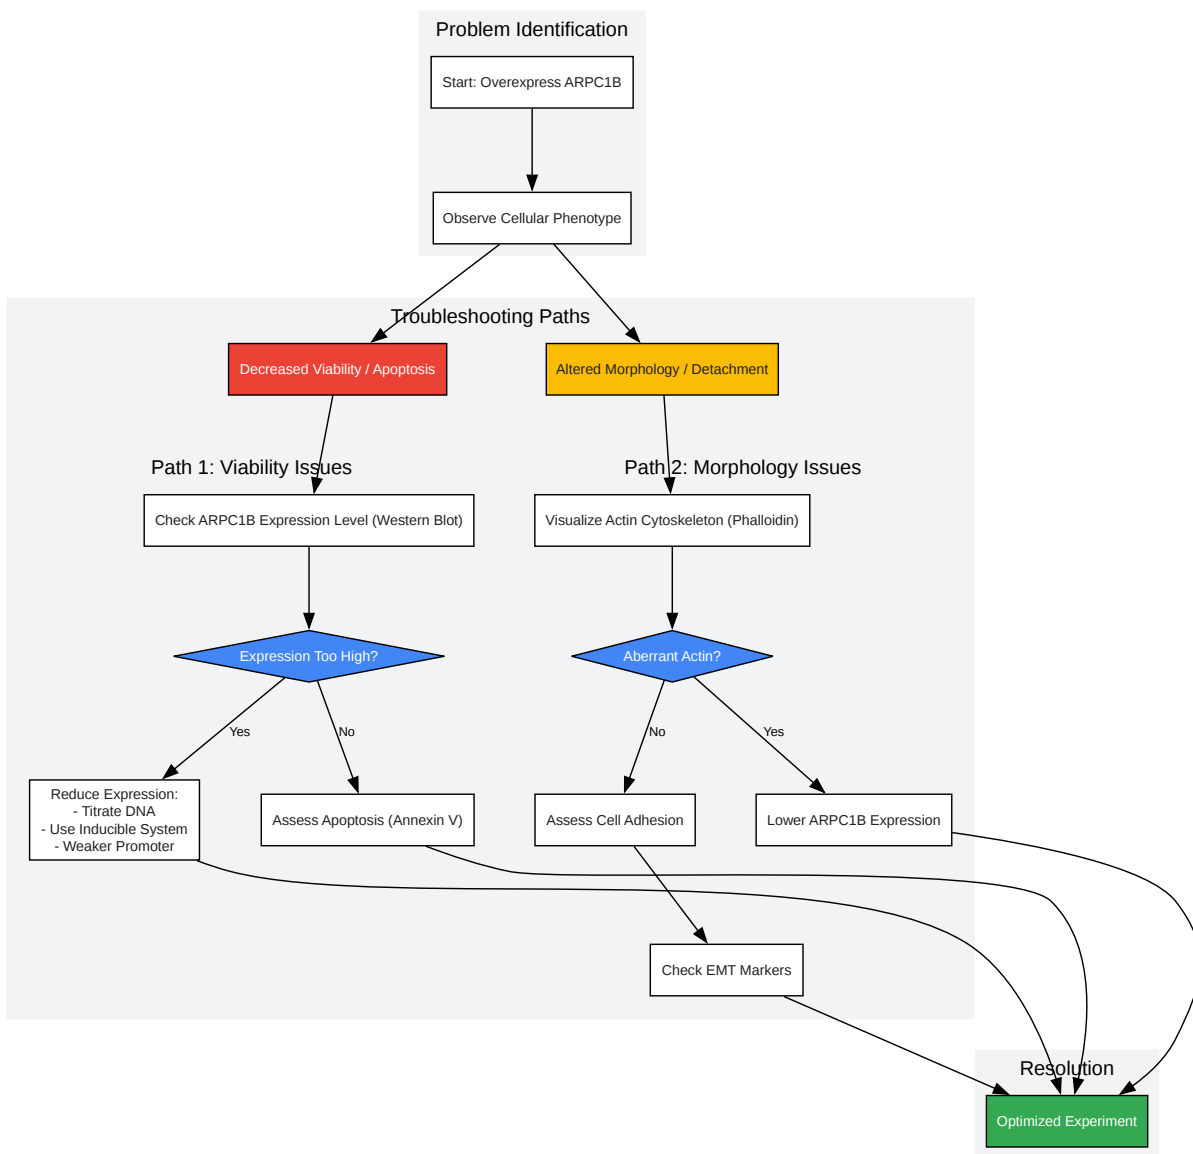 Problem Identification
Start: Overexpress ARPC1B
Observe Cellular Phenotype
Troubleshooting Paths
Decreased Viability / Apoptosis
Altered Morphology / Detachment
Path 1: Viability Issues
Path 2: Morphology Issues
Check ARPC1B Expression Level (Western Blot)
Visualize Actin Cytoskeleton (Phalloidin)
Expression Too High?
Aberrant Actin?
Yes
No
No
Yes
Reduce Expression:
- Titrate DNA
- Use Inducible System
- Weaker Promoter
Assess Apoptosis (Annexin V)
Assess Cell Adhesion
Lower ARPC1B Expression
Check EMT Markers
Resolution
Optimized Experiment